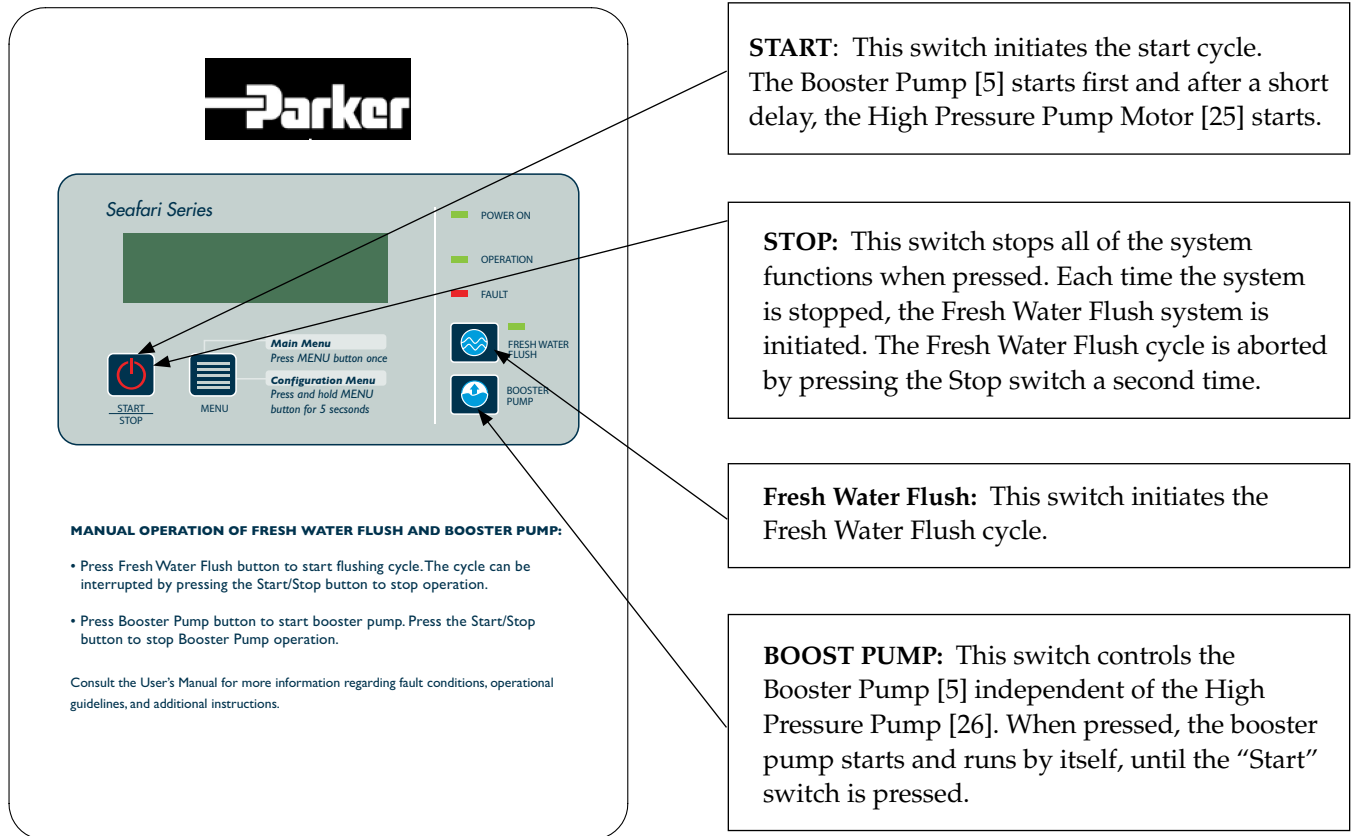 Parker
Seafari Series
POWER ON
OPERATION
FAULT
FRESH WATER
FLUSH
BOOSTER
PUMP
Main Menu
Press MENU button once
Configuration Menu
Press and hold MENU
button for 5 seconds
START
STOP
MENU
MANUAL OPERATION OF FRESH WATER FLUSH AND BOOSTER PUMP:
• Press Fresh Water Flush button to start flushing cycle. The cycle can be
interrupted by pressing the Start/Stop button to stop operation.
• Press Booster Pump button to start booster pump. Press the Start/Stop
button to stop Booster Pump operation.
Consult the User's Manual for more information regarding fault conditions, operational
guidelines, and additional instructions.
START: This switch initiates the start cycle.
The Booster Pump [5] starts first and after a short
delay, the High Pressure Pump Motor [25] starts.
STOP: This switch stops all of the system
functions when pressed. Each time the system
is stopped, the Fresh Water Flush system is
initiated. The Fresh Water Flush cycle is aborted
by pressing the Stop switch a second time.
Fresh Water Flush: This switch initiates the
Fresh Water Flush cycle.
BOOST PUMP: This switch controls the
Booster Pump [5] independent of the High
Pressure Pump [26]. When pressed, the booster
pump starts and runs by itself, until the “Start”
switch is pressed.